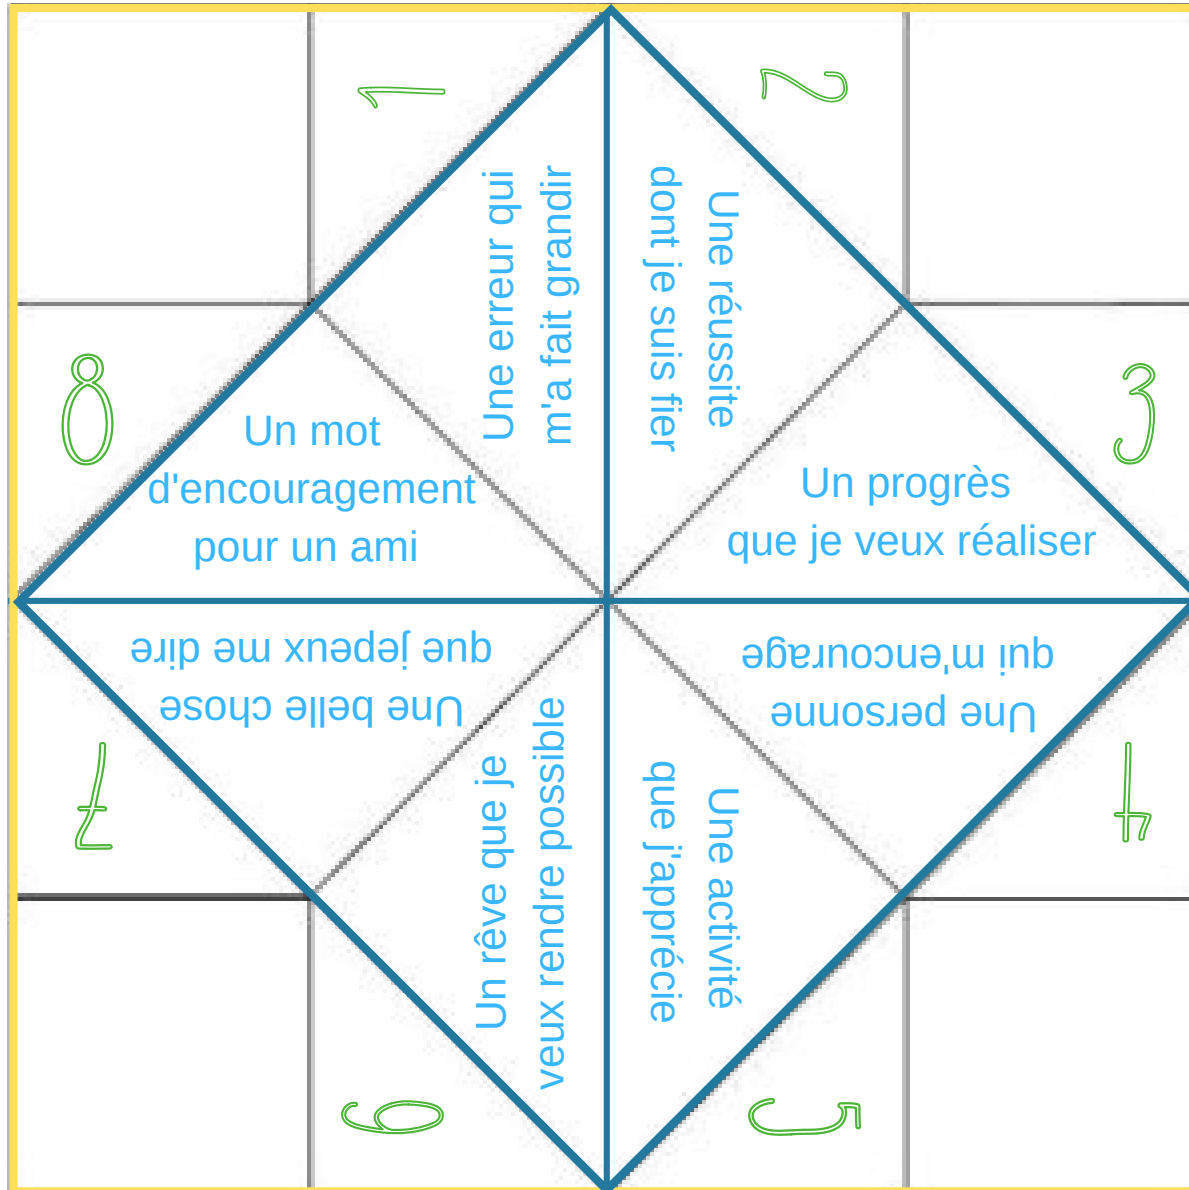 1
Une erreur qui
m'a fait grandir
2
Une réussite
dont je suis fier
3
Un progrès
que je veux réaliser
4
Une personne
qui m'encourage
5
Une activité
que j'apprécie
6
Un rêve que je
veux rendre possible
7
Une belle chose
que jepeux me dire
8
Un mot
d'encouragement
pour un ami